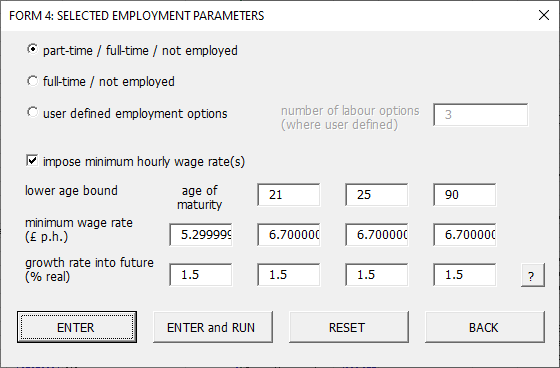 FORM 4: SELECTED EMPLOYMENT PARAMETERS
part-time / full-time / not employed
full-time / not employed
user defined employment options
number of labour options
(where user defined)
3
impose minimum hourly wage rate(s)
lower age bound
age of
maturity
21 25 90
minimum wage rate
(£ p.h.)
5.299999 6.700000 6.700000 6.700000
growth rate into future
(% real)
1.5 1.5 1.5 1.5 ?
ENTER ENTER and RUN RESET BACK